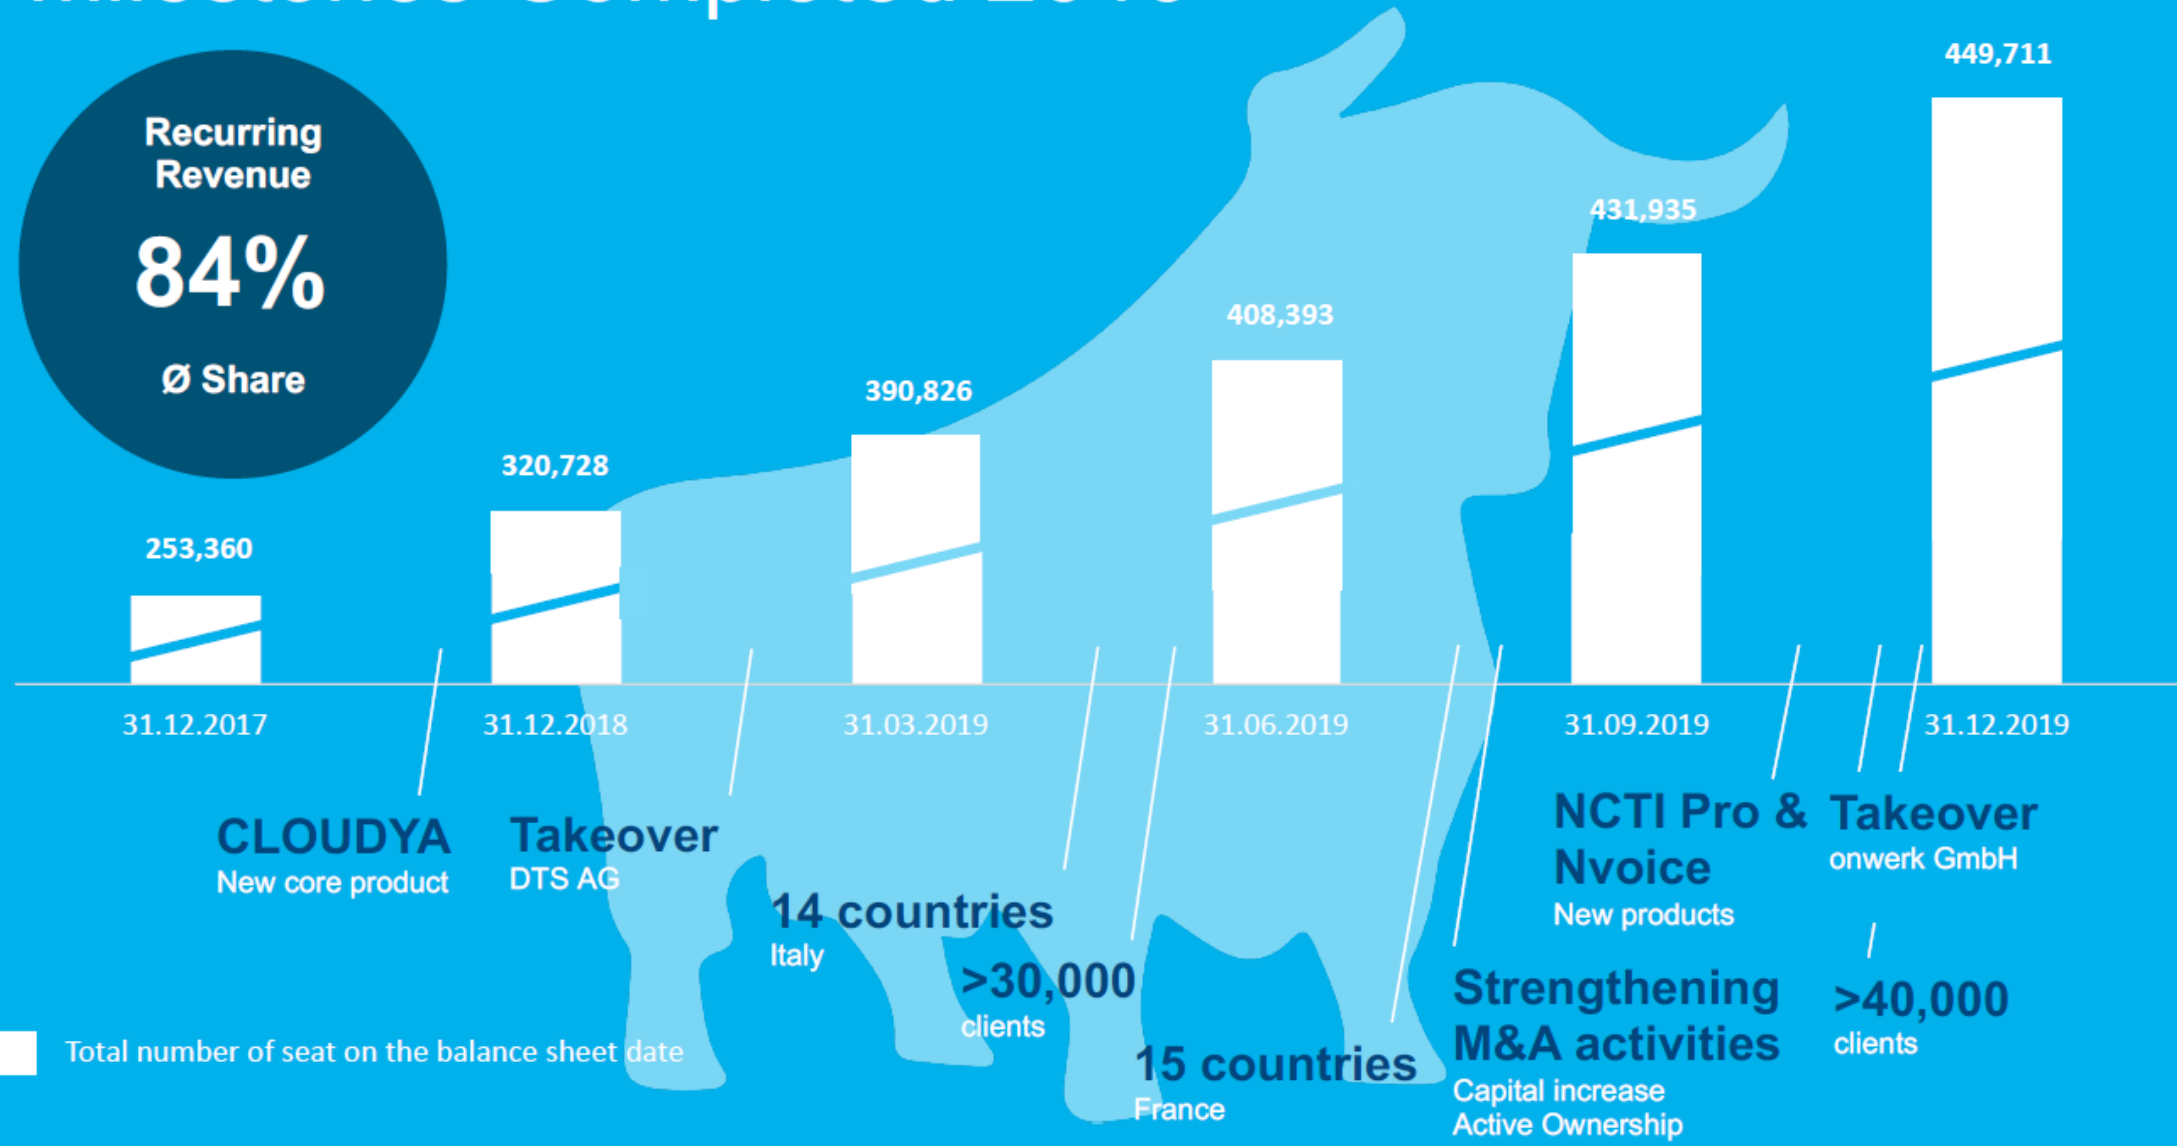 Milestones Completed 2019
Recurring
Revenue
84%
Ø Share
253,360
320,728
390,826
408,393
431,935
449,711
31.12.2017
31.12.2018
31.03.2019
31.06.2019
31.09.2019
31.12.2019
CLOUDYA
New core product
Takeover
DTS AG
14 countries
Italy
>30,000
clients
15 countries
France
Strengthening
M&A activities
Capital increase
Active Ownership
NCTI Pro &
Nvoice
New products
Takeover
onwerk GmbH
>40,000
clients
Total number of seat on the balance sheet date